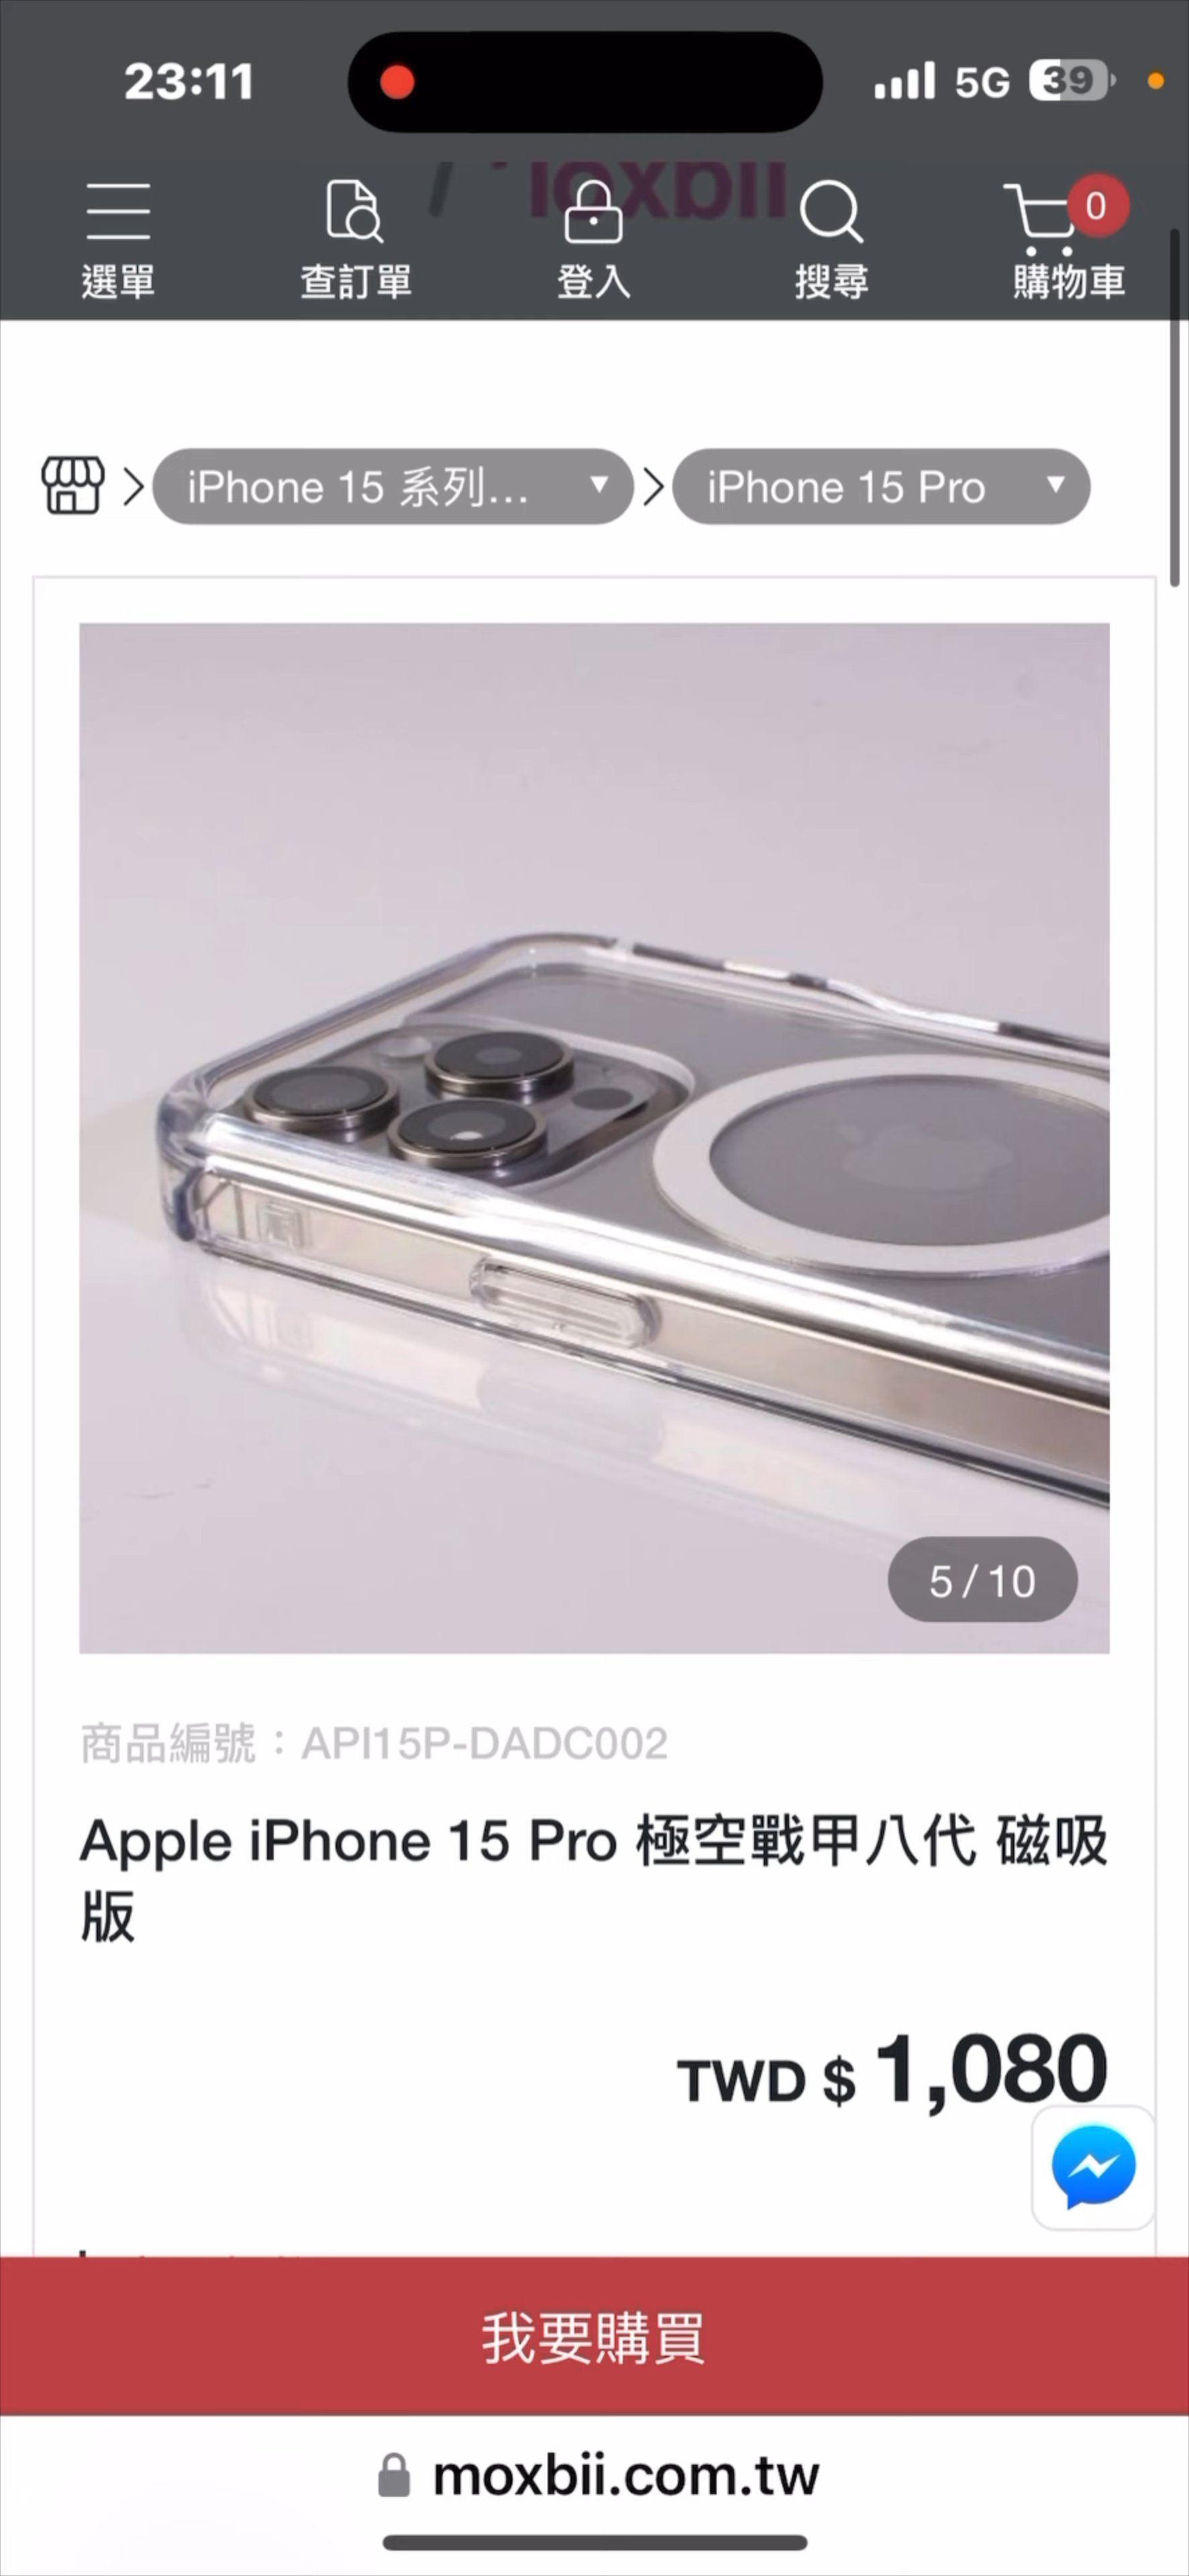 23:11
5G
39
0
選單
查訂單
登入
搜尋
購物車
iPhone 15 系列...
iPhone 15 Pro
5/10
商品編號：API15P-DADC002
Apple iPhone 15 Pro 極空戰甲八代 磁吸
版
TWD $ 1,080
我要購買
moxbii.com.tw